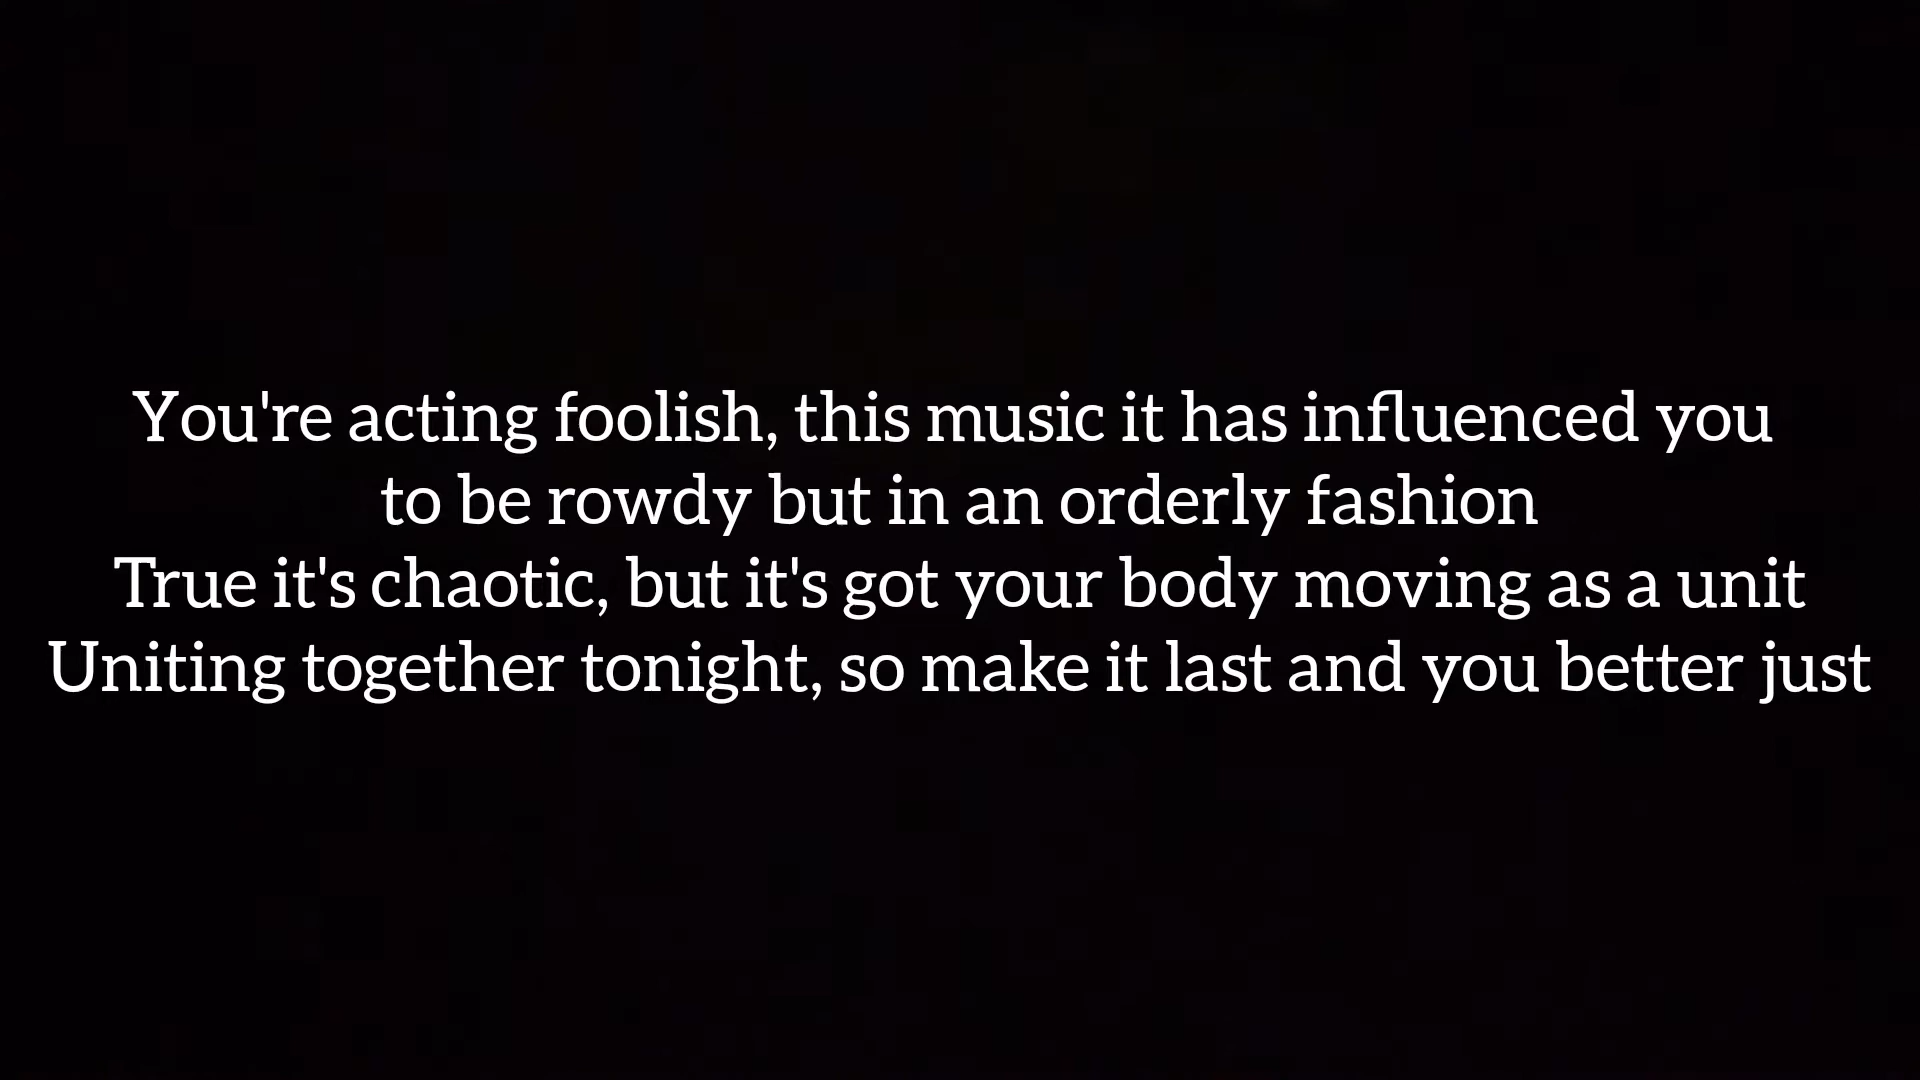 You're acting foolish, this music it has influenced you
to be rowdy but in an orderly fashion
True it's chaotic, but it's got your body moving as a unit
Uniting together tonight, so make it last and you better just